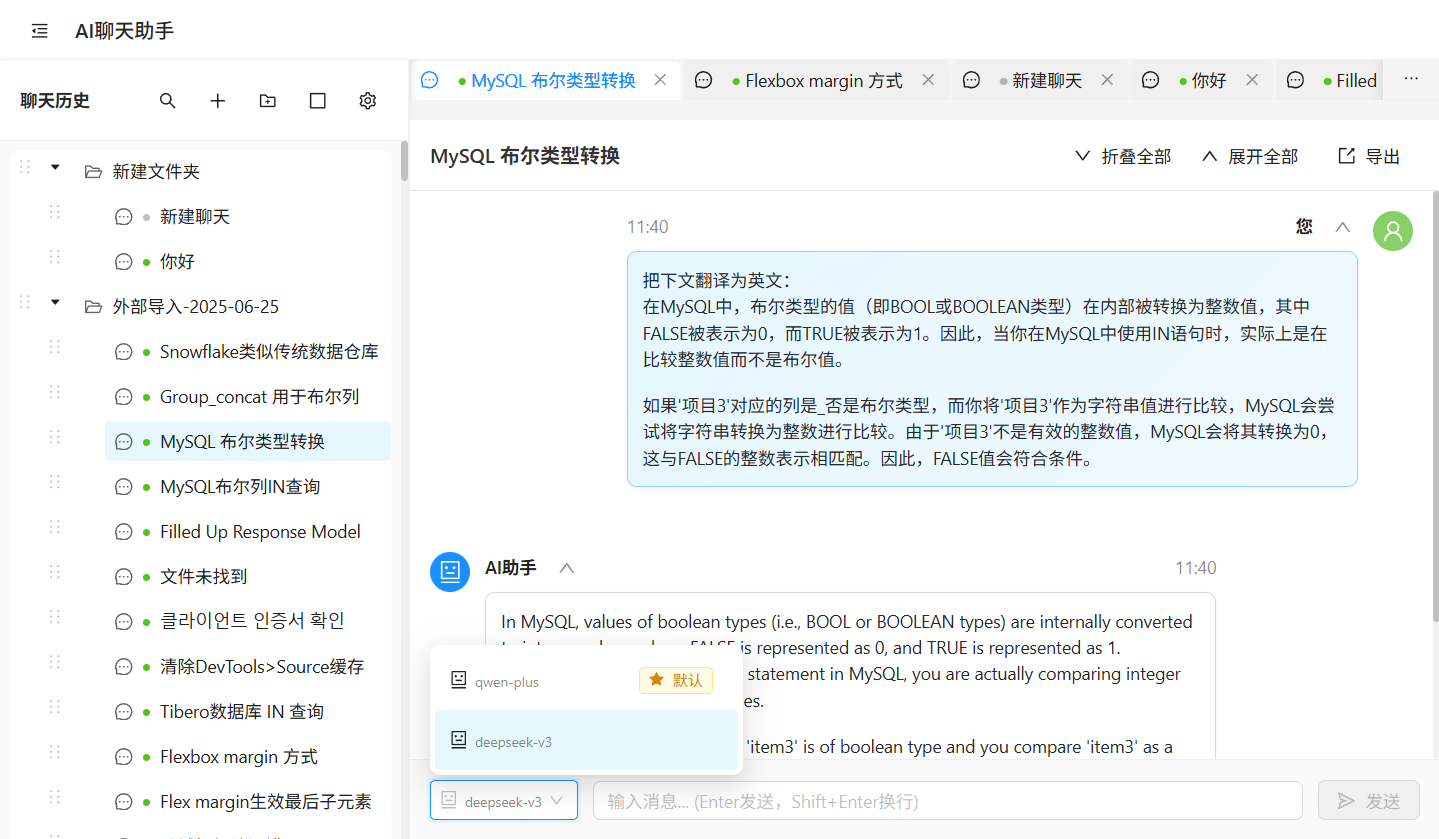 AI聊天助手
聊天历史
新建文件夹
新建聊天
你好
外部导入-2025-06-25
Snowflake类似传统数据仓库
Group_concat 用于布尔列
MySQL 布尔类型转换
MySQL布尔列IN查询
Filled Up Response Model
文件未找到
클라이언트 인증서 확인
清除DevTools>Source缓存
Tibero数据库 IN 查询
Flexbox margin 方式
Flex margin生效最后子元素
MySQL 布尔类型转换
Flexbox margin 方式
新建聊天
你好
Filled
MySQL 布尔类型转换
折叠全部
展开全部
导出
11:40
您
把下文翻译为英文：
在MySQL中，布尔类型的值（即BOOL或BOOLEAN类型）在内部被转换为整数值，其中
FALSE被表示为0，而TRUE被表示为1。因此，当你在MySQL中使用IN语句时，实际上是在
比较整数值而不是布尔值。
如果'项目3'对应的列是_否是布尔类型，而你将'项目3'作为字符串值进行比较，MySQL会尝
试将字符串转换为整数进行比较。由于'项目3'不是有效的整数值，MySQL会将其转换为0，
这与FALSE的整数表示相匹配。因此，FALSE值会符合条件。
AI助手
11:40
In MySQL, values of boolean types (i.e., BOOL or BOOLEAN types) are internally converted
is represented as 0, and TRUE is represented as 1.
statement in MySQL, you are actually comparing integer
es.
'item3' is of boolean type and you compare 'item3' as a
qwen-plus
默认
deepseek-v3
deepseek-v3
输入消息... (Enter发送，Shift+Enter换行)
发送